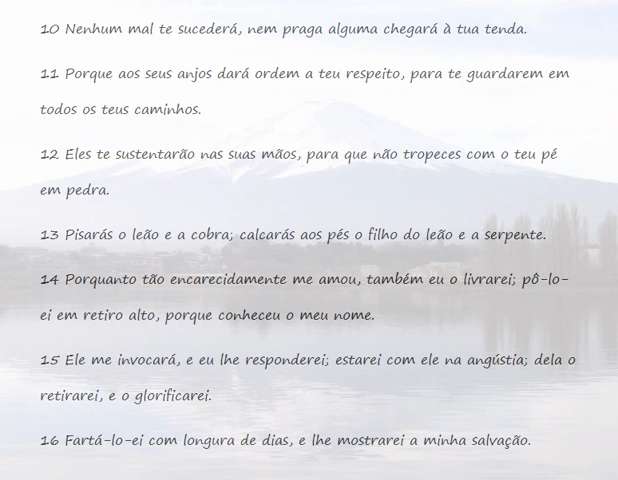 10 Nenhum mal te sucederá, nem praga alguma chegará à tua tenda.
11 Porque aos seus anjos dará ordem a teu respeito, para te guardarem em
todos os teus caminhos.
12 Eles te sustentarão nas suas mãos, para que não tropeces com o teu pé
em pedra.
13 Pisarás o leão e a cobra; calcarás aos pés o filho do leão e a serpente.
14 Porquanto tão encarecidamente me amou, também eu o livrarei; pô-lo-
ei em retiro alto, porque conheceu o meu nome.
15 Ele me invocará, e eu lhe responderei; estarei com ele na angústia; dela o
retirarei, e o glorificarei.
16 Fartá-lo-ei com longura de dias, e lhe mostrarei a minha salvação.